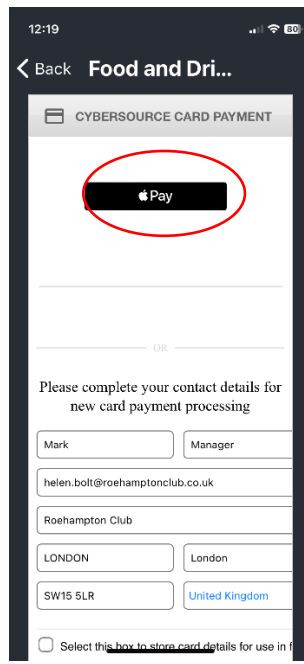 12:19
80
Back Food and Dri...
CYBERSOURCE CARD PAYMENT
Pay
OR
Please complete your contact details for
new card payment processing
Mark Manager
helen.bolt@roehamptonclub.co.uk
Roehampton Club
LONDON London
SW15 5LR United Kingdom
Select this box to store card details for use in f